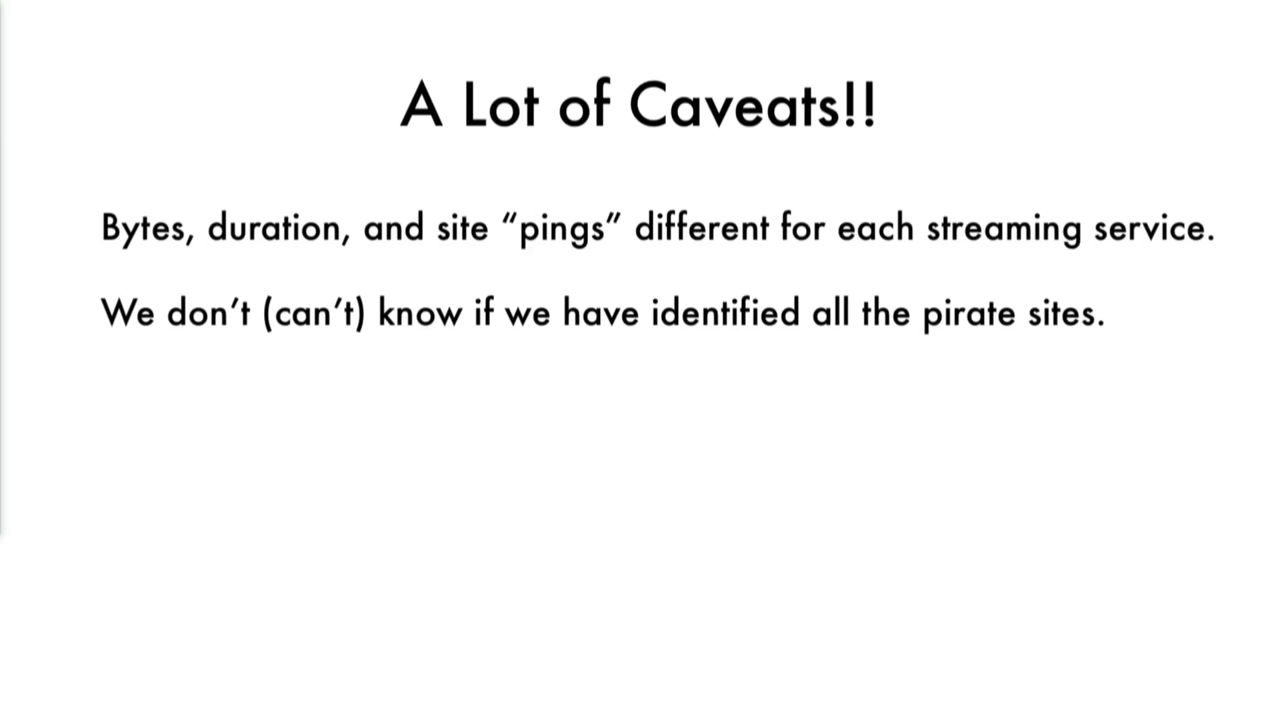 A Lot of Caveats!!
Bytes, duration, and site “pings” different for each streaming service.
We don’t (can’t) know if we have identified all the pirate sites.